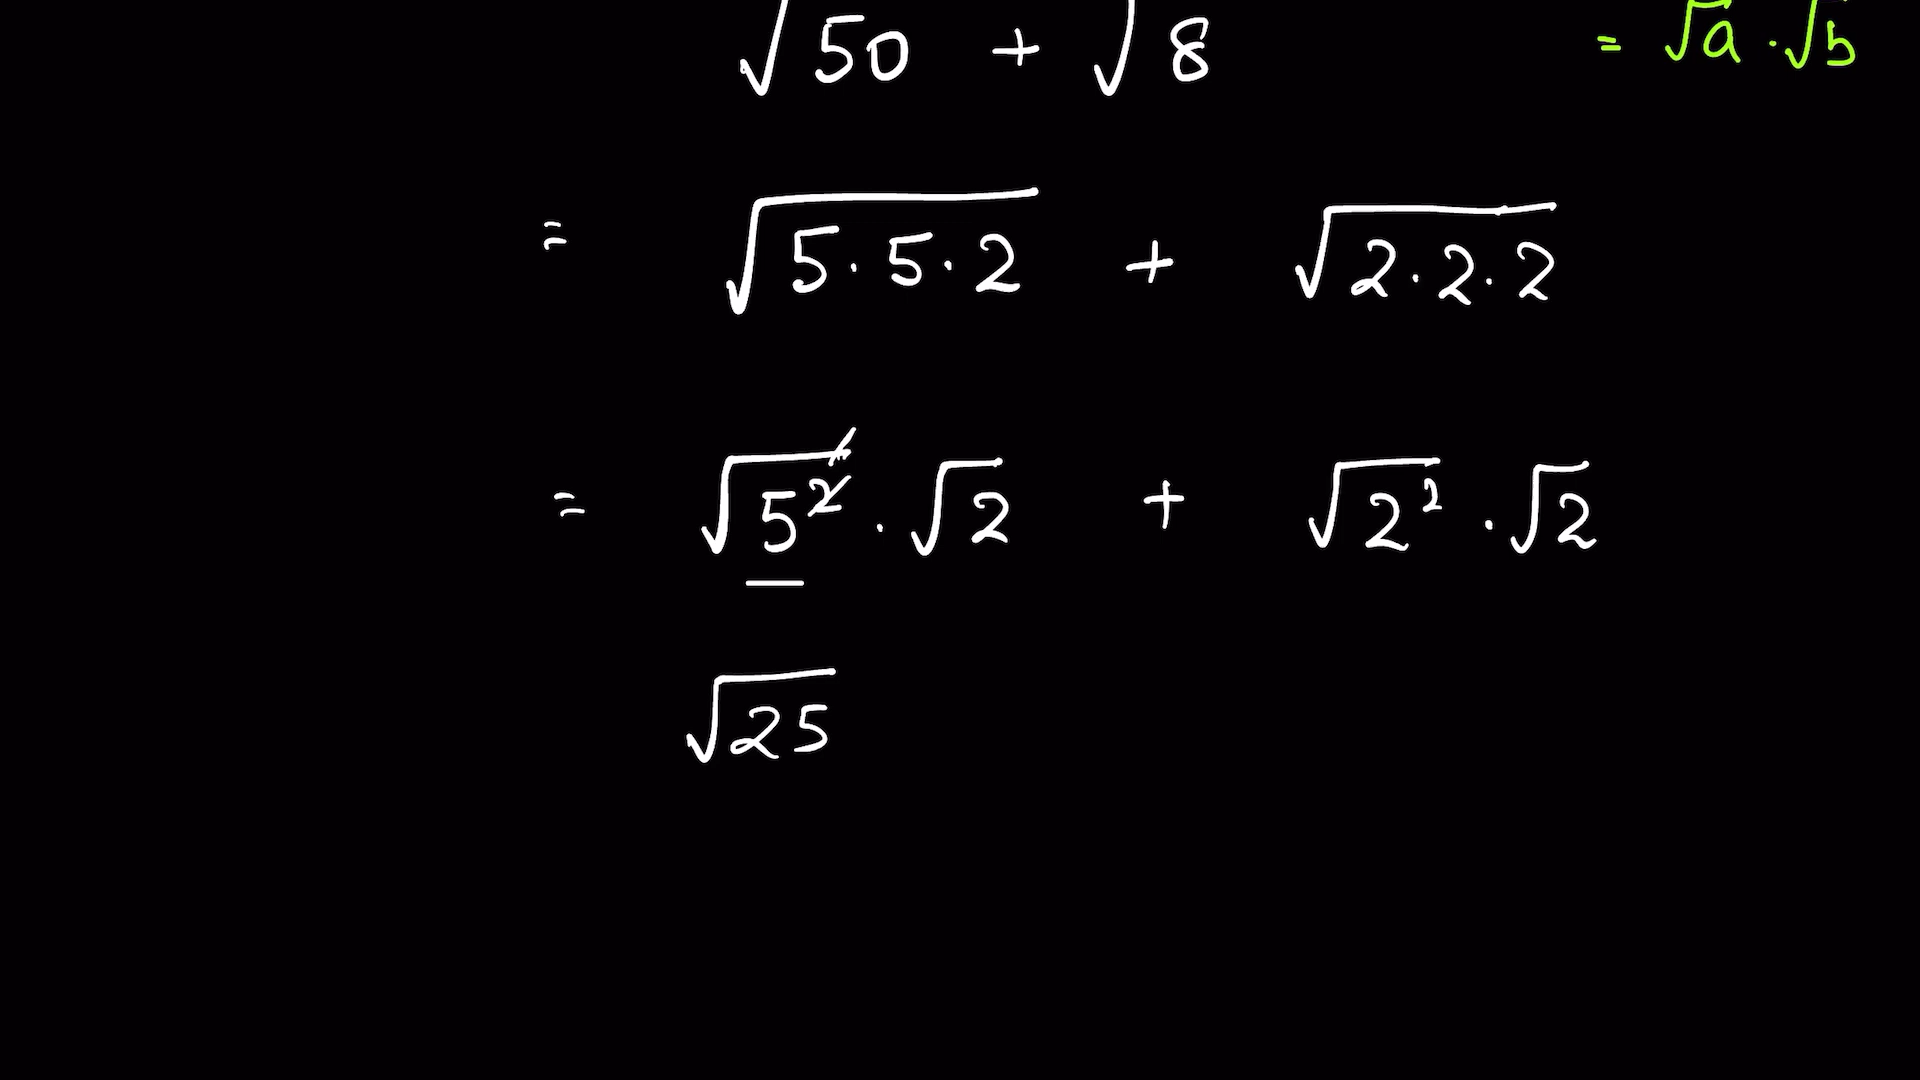 √50 + √8
= √a · √b
= √5·5·2 + √2·2·2
= √5² · √2 + √2² · √2
√25